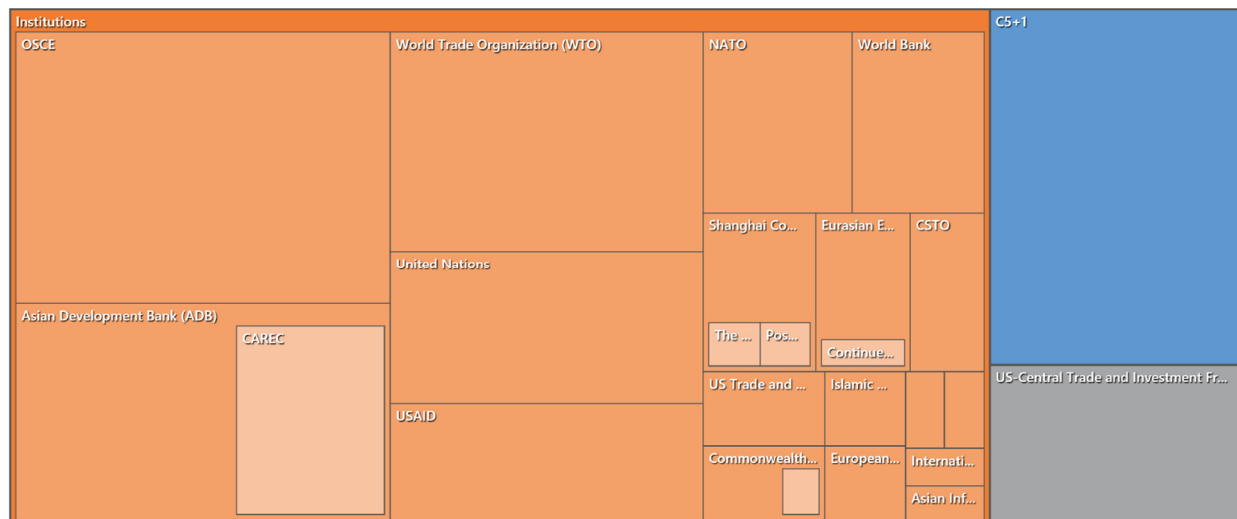 Institutions
C5+1
OSCE
World Trade Organization (WTO)
NATO
World Bank
Shanghai Co...
Eurasian E...
CSTO
United Nations
Asian Development Bank (ADB)
CAREC
The ...
Pos...
Continue...
US-Central Trade and Investment Fr...
US Trade and ...
Islamic ...
USAID
Commonwealth...
European...
Internati...
Asian Inf...